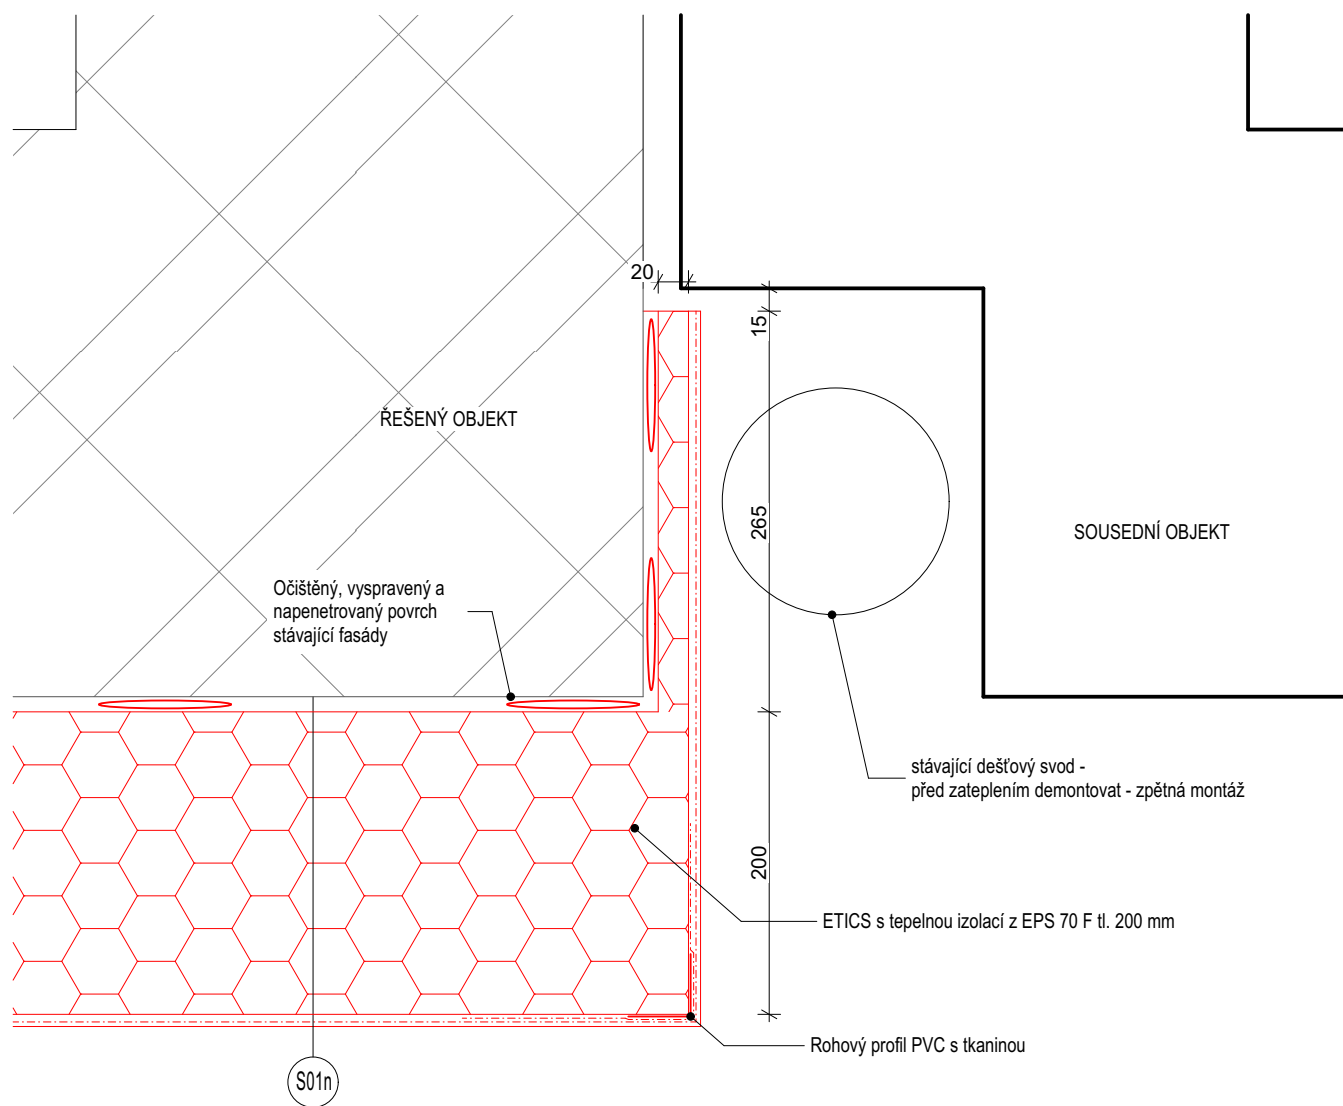 20
15
ŘEŠENÝ OBJEKT
265
SOUSEDNÍ OBJEKT
Očištěný, vyspravený a
napenetrovaný povrch
stávající fasády
stávající dešťový svod -
před zateplením demontovat - zpětná montáž
200
ETICS s tepelnou izolací z EPS 70 F tl. 200 mm
Rohový profil PVC s tkaninou
S01n